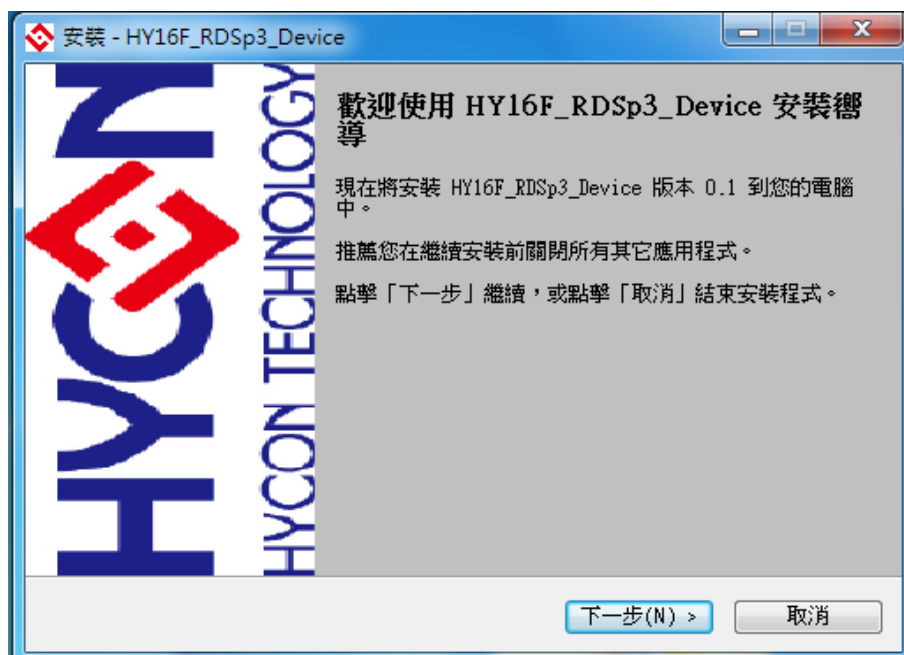 安裝 - HY16F_RDSp3_Device
HYCON
HYCON TECHNOLOGY
歡迎使用 HY16F_RDSp3_Device 安裝嚮
導
現在將安裝 HY16F_RDSp3_Device 版本 0.1 到您的電腦
中。
推薦您在繼續安裝前關閉所有其它應用程式。
點擊「下一步」繼續，或點擊「取消」結束安裝程式。
下一步(N) >
取消